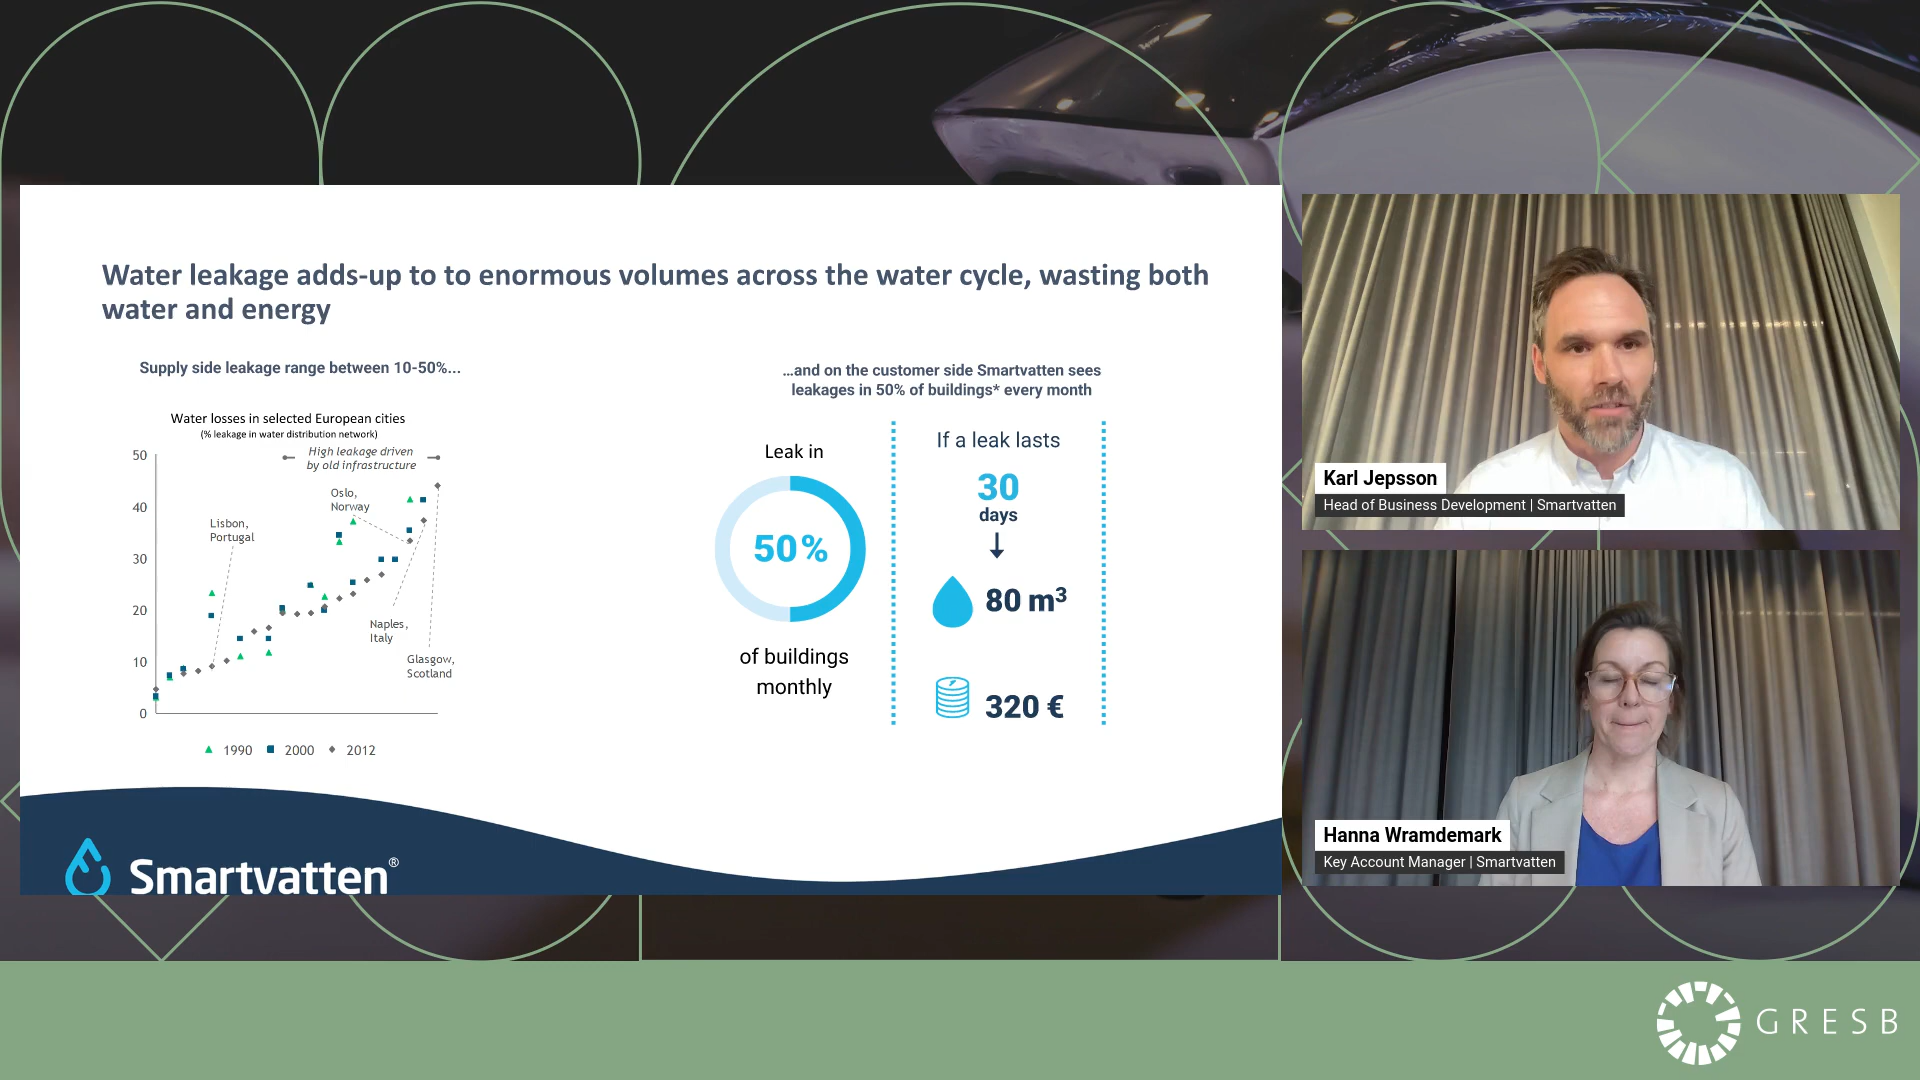 Water leakage adds-up to to enormous volumes across the water cycle, wasting both
water and energy
Supply side leakage range between 10-50%...
Water losses in selected European cities
(% leakage in water distribution network)
High leakage driven
by old infrastructure
50
40
30
20
10
0
Lisbon,
Portugal
Oslo,
Norway
Naples,
Italy
Glasgow,
Scotland
1990 2000 2012
...and on the customer side Smartvatten sees
leakages in 50% of buildings* every month
Leak in
50%
of buildings
monthly
If a leak lasts
30
days
80 m³
320 €
Smartvatten®
Karl Jepsson
Head of Business Development | Smartvatten
Hanna Wramdemark
Key Account Manager | Smartvatten
GRESB